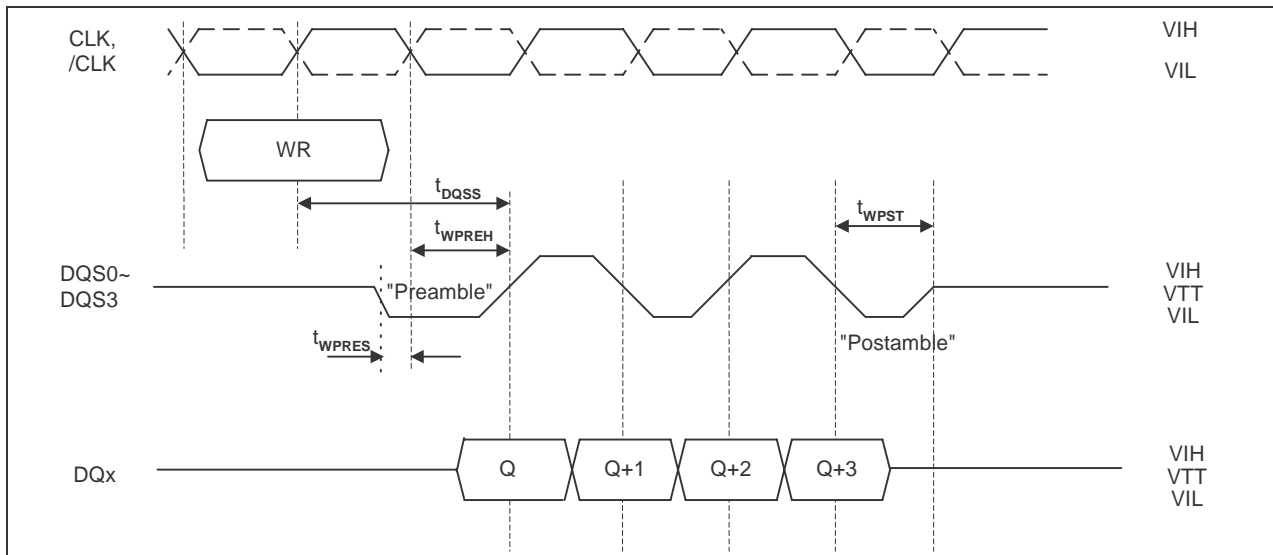 CLK,
/CLK
VIH
VIL
WR
tDQSS
tWPREH
tWPST
DQS0~
DQS3
"Preamble"
VIH
VTT
VIL
tWPRES
"Postamble"
DQx
Q
Q+1
Q+2
Q+3
VIH
VTT
VIL